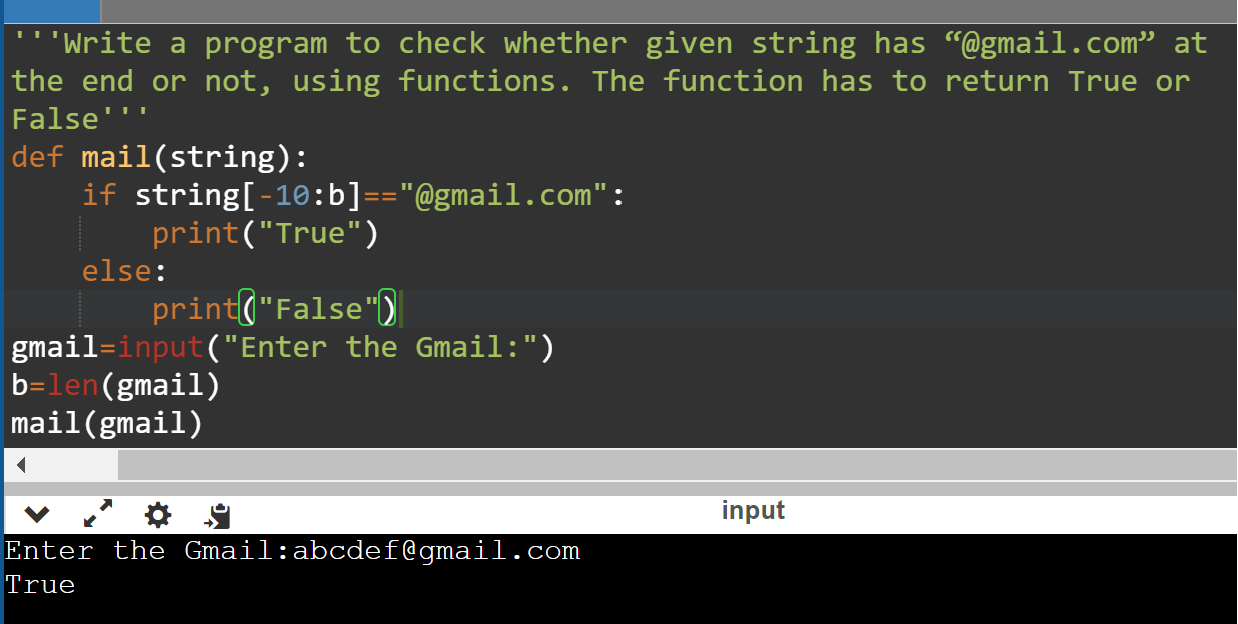 '''Write a program to check whether given string has “@gmail.com” at
the end or not, using functions. The function has to return True or
False'''
def mail(string):
    if string[-10:b]=="@gmail.com":
        print("True")
    else:
        print("False")
gmail=input("Enter the Gmail:")
b=len(gmail)
mail(gmail)
input
Enter the Gmail:abcdef@gmail.com
True